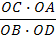 OC · OA
OB · OD